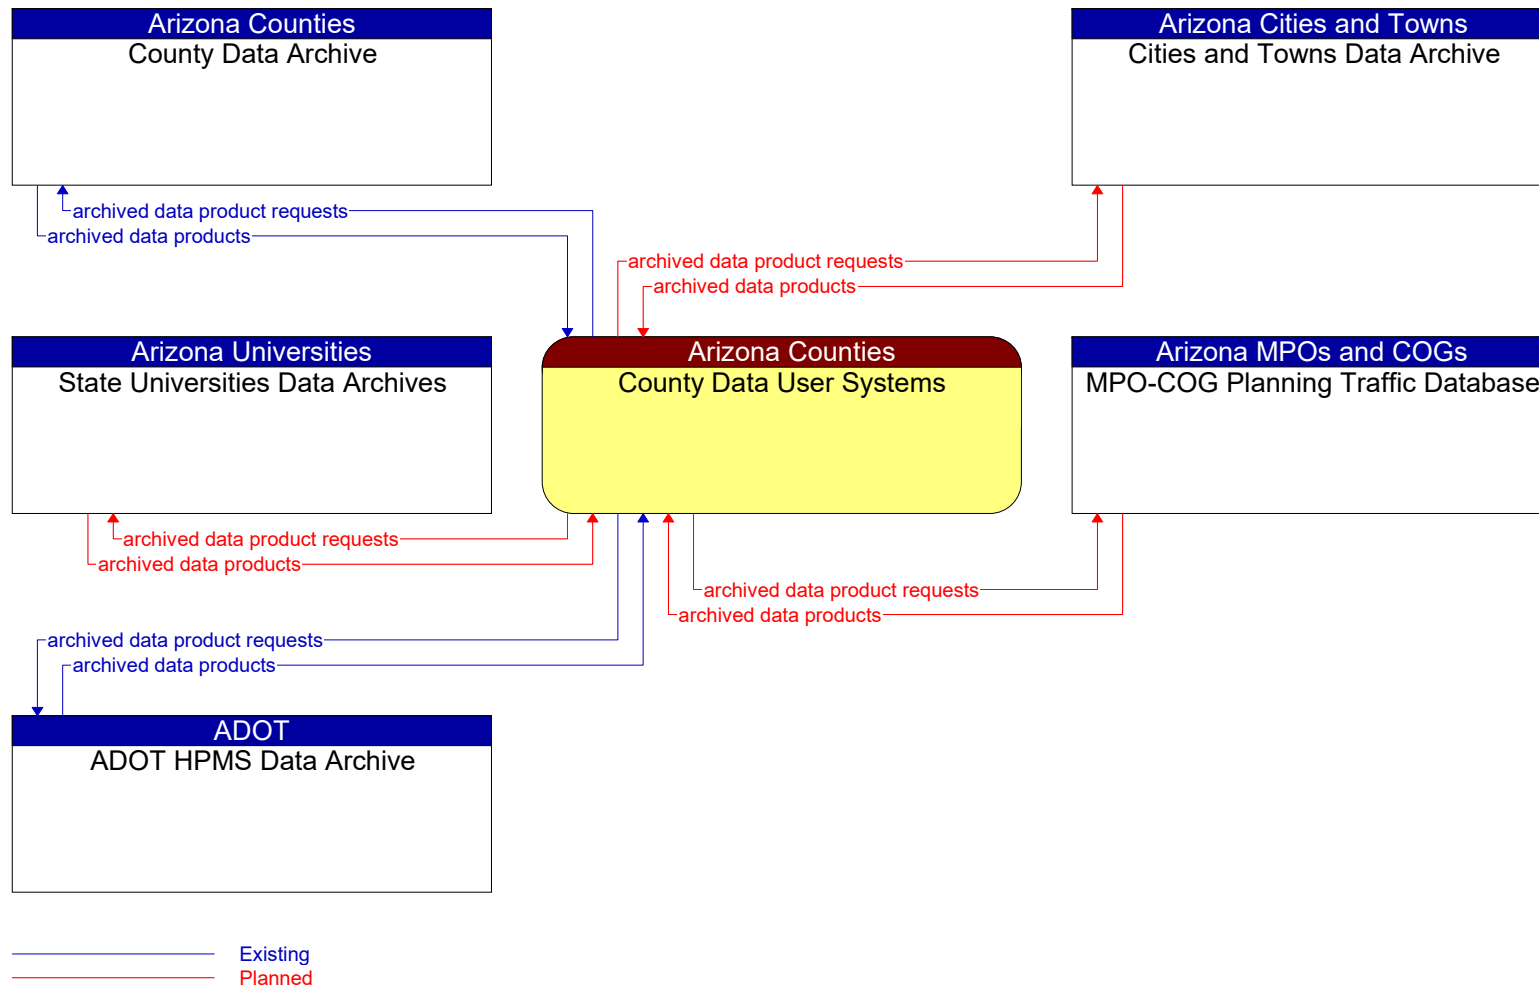 Arizona Counties
County Data Archive
Arizona Cities and Towns
Cities and Towns Data Archive
archived data product requests
archived data products
archived data product requests
archived data products
Arizona Universities
State Universities Data Archives
Arizona Counties
County Data User Systems
Arizona MPOs and COGs
MPO-COG Planning Traffic Database
archived data product requests
archived data products
archived data product requests
archived data products
archived data product requests
archived data products
ADOT
ADOT HPMS Data Archive
Existing
Planned